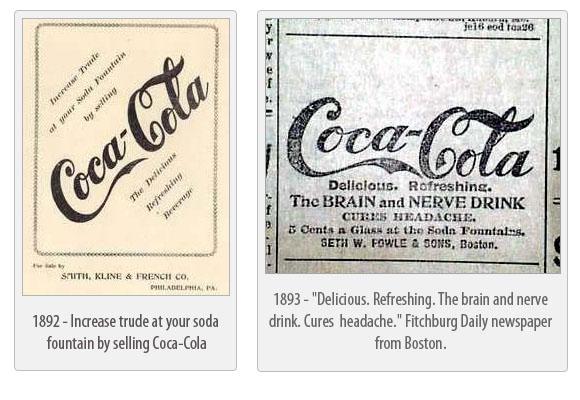 Increase Trade
at your Soda Fountain
by selling
Coca-Cola
The Delicious
Refreshing
Beverage
For Sale by
SMITH, KLINE & FRENCH CO.
PHILADELPHIA, PA.
1892 - Increase trude at your soda
fountain by selling Coca-Cola
je16 eod toa26
Coca-Cola
Delicious. Refreshing.
The BRAIN and NERVE DRINK
CURES HEADACHE.
5 Cents a Glass at the Soda Fountains.
SETH W. FOWLE & SONS, Boston.
1893 - "Delicious. Refreshing. The brain and nerve
drink. Cures headache." Fitchburg Daily newspaper
from Boston.